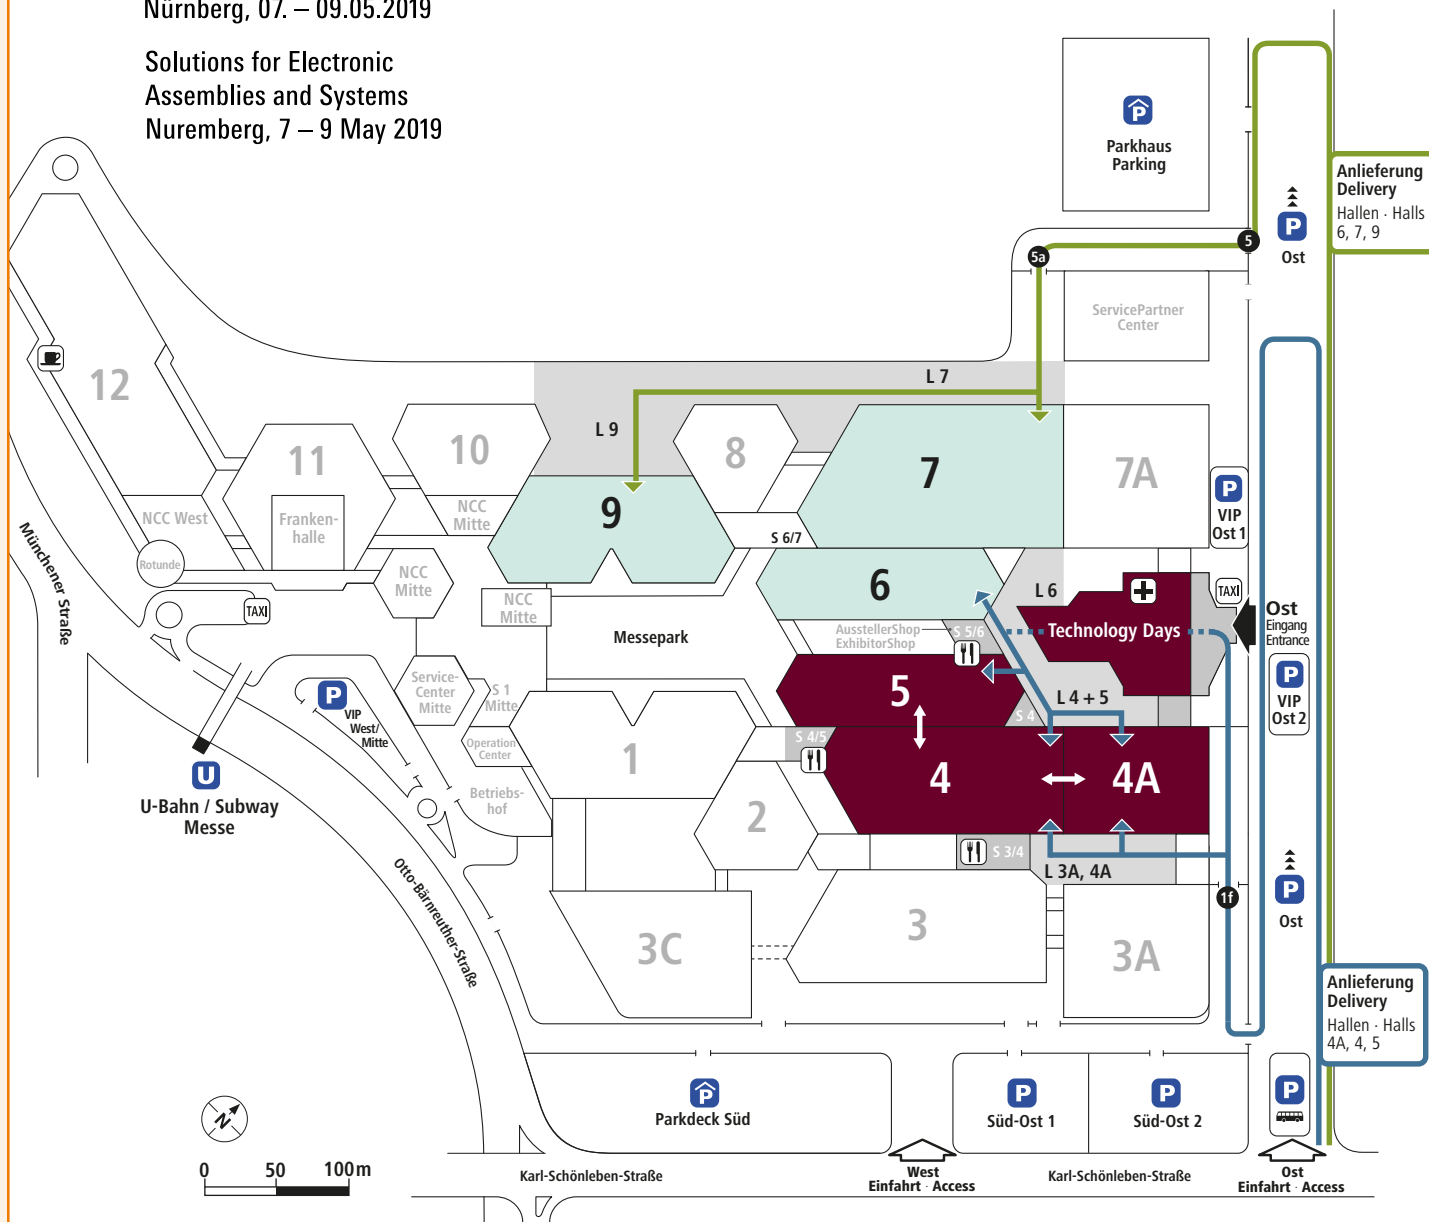 Nürnberg, 07. – 09.05.2019
Solutions for Electronic
Assemblies and Systems
Nuremberg, 7 – 9 May 2019
P
Parkhaus
Parking
Anlieferung
Delivery
Hallen · Halls
6, 7, 9
P
Ost
5
5a
ServicePartner
Center
L 7
L 9
12
11
10
8
7
7A
9
NCC West
Franken-
halle
NCC
Mitte
S 6/7
P
VIP
Ost 1
Rotunde
NCC
Mitte
NCC
Mitte
6
L 6
TAXI
TAXI
Ost
Eingang
Entrance
Münchener Straße
Messepark
AusstellerShop
ExhibitorShop
S 5/6
Technology Days
Service-
Center
Mitte
S 1
Mitte
5
S 4
L 4 + 5
P
VIP
Ost 2
P
VIP
West/
Mitte
Operation
Center
1
S 4/5
4
4A
U
U-Bahn / Subway
Messe
Betriebs-
hof
2
S 3/4
L 3A, 4A
1f
P
Ost
Otto-Bärnreuther-Straße
3C
3
3A
Anlieferung
Delivery
Hallen · Halls
4A, 4, 5
P
Parkdeck Süd
P
Süd-Ost 1
P
Süd-Ost 2
P
N
0 50 100 m
Karl-Schönleben-Straße
West
Einfahrt · Access
Karl-Schönleben-Straße
Ost
Einfahrt · Access